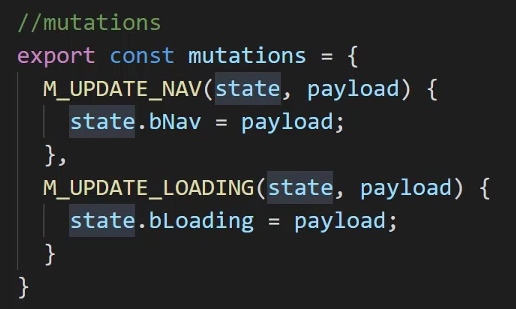 //mutations
export const mutations = {
  M_UPDATE_NAV(state, payload) {
    state.bNav = payload;
  },
  M_UPDATE_LOADING(state, payload) {
    state.bLoading = payload;
  }
}